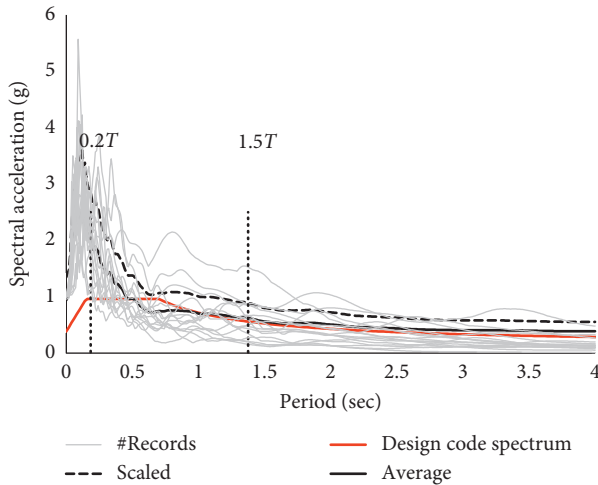 6
5
4
3
2
1
0
Spectral acceleration (g)
0.2T
1.5T
0 0.5 1 1.5 2 2.5 3 3.5 4
Period (sec)
#Records
Design code spectrum
Scaled
Average